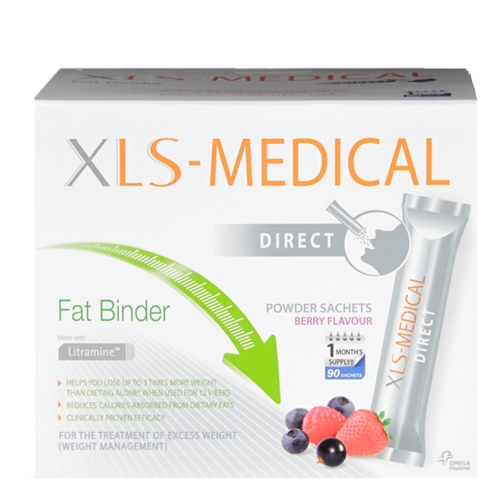 XLS-MEDICAL
XLS-MEDICAL
DIRECT
Fat Binder
Made with
Litramine™
POWDER SACHETS
BERRY FLAVOUR
1 MONTH'S
SUPPLY†
90 SACHETS
XLS-MEDICAL
DIRECT
▸ HELPS YOU LOSE UP TO 3 TIMES MORE WEIGHT
THAN DIETING ALONE* WHEN USED FOR 12 WEEKS
▸ REDUCES CALORIES ABSORBED FROM DIETARY FATS
▸ CLINICALLY PROVEN EFFICACY
FOR THE TREATMENT OF EXCESS WEIGHT
(WEIGHT MANAGEMENT)
OMEGA
PHARMA